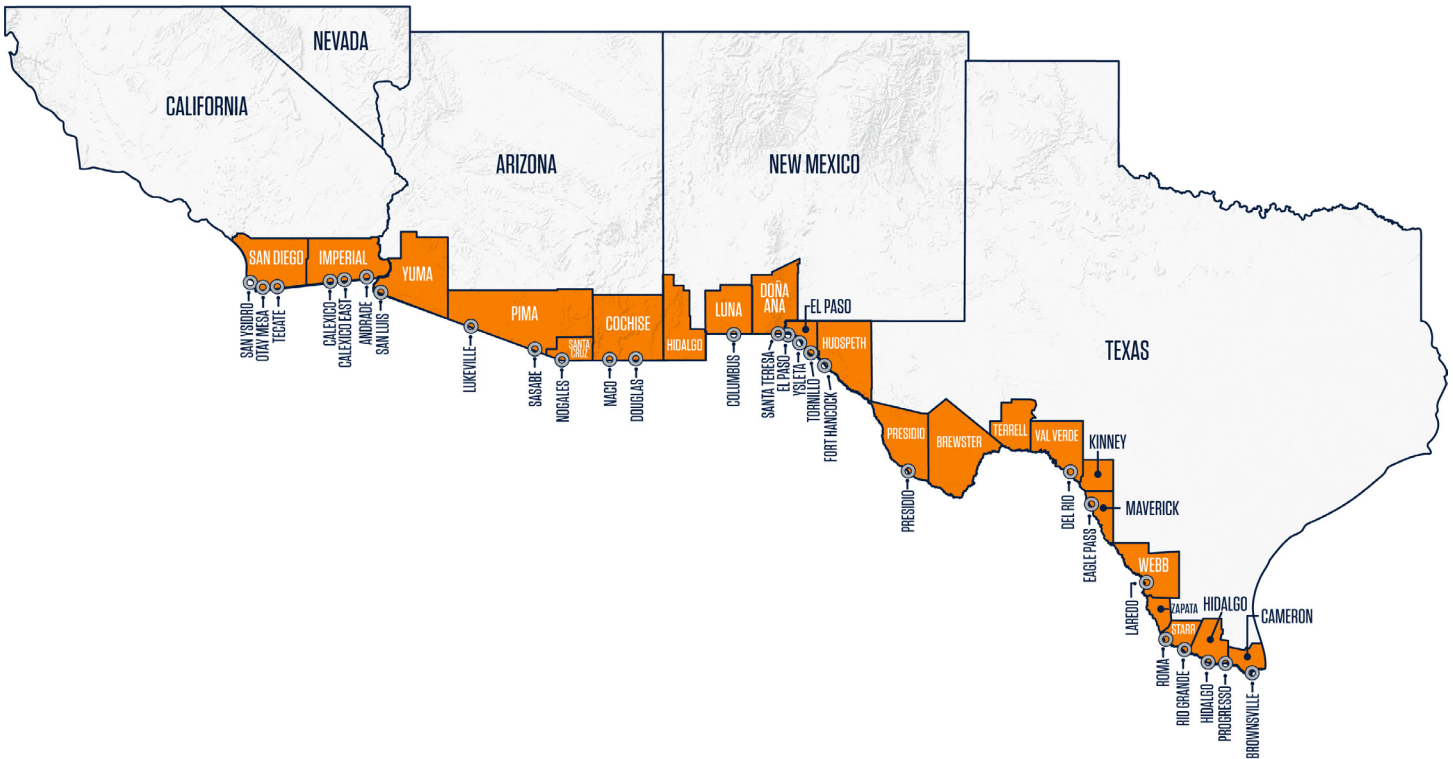 NEVADA
CALIFORNIA
ARIZONA
NEW MEXICO
TEXAS
SAN DIEGO
IMPERIAL
YUMA
PIMA
SANTA
CRUZ
COCHISE
HIDALGO
LUNA
DOÑA
ANA
EL PASO
HUDSPETH
PRESIDIO
BREWSTER
TERRELL
VAL VERDE
KINNEY
MAVERICK
WEBB
ZAPATA
STARR
HIDALGO
CAMERON
SAN YSIDRO
OTAY MESA
TECATE
CALEXICO
CALEXICO EAST
ANDRADE
SAN LUIS
LUKEVILLE
SASABE
NOGALES
NACO
DOUGLAS
COLUMBUS
SANTA TERESA
EL PASO
YSLETA
TORNILLO
FORT HANCOCK
PRESIDIO
DEL RIO
EAGLE PASS
LAREDO
ROMA
RIO GRANDE
HIDALGO
PROGRESSO
BROWNSVILLE